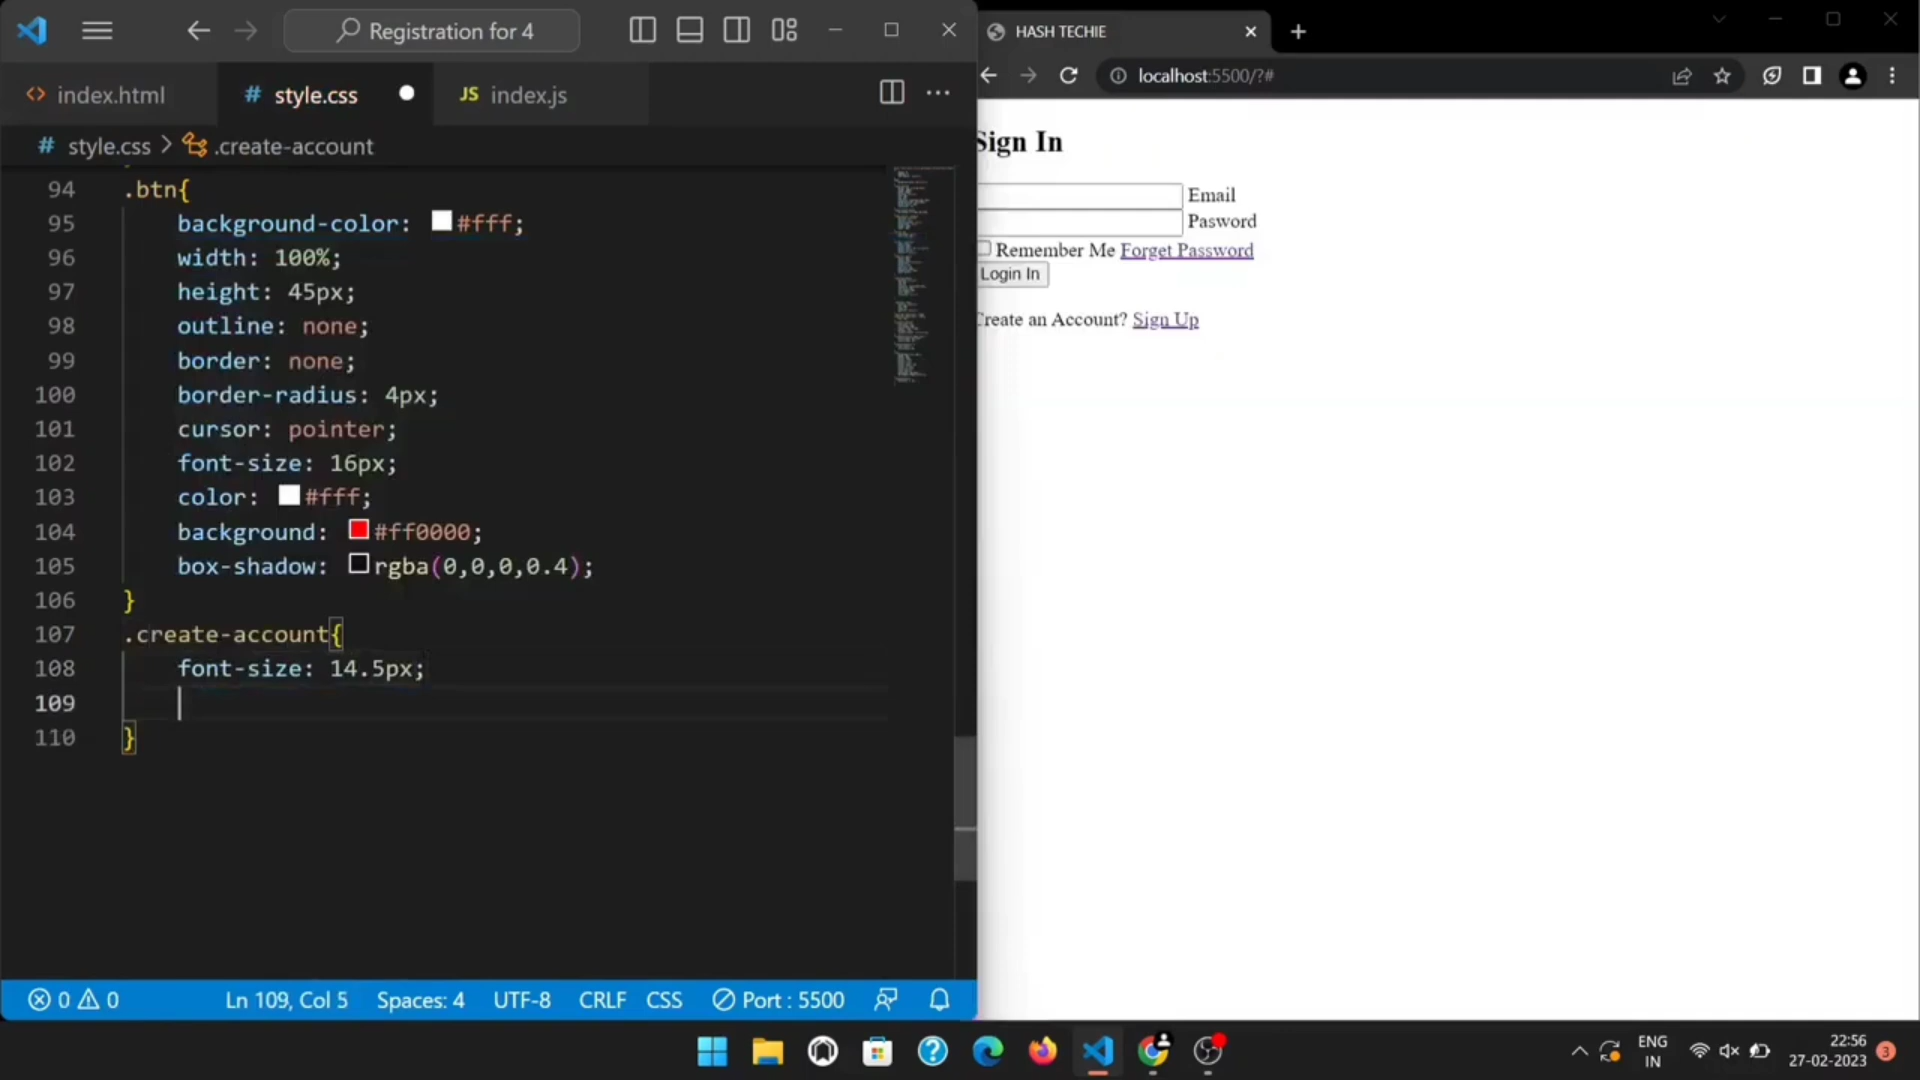 Registration for 4
index.html
style.css
JS index.js
# style.css > .create-account
94 .btn{
95 background-color: #fff;
96 width: 100%;
97 height: 45px;
98 outline: none;
99 border: none;
100 border-radius: 4px;
101 cursor: pointer;
102 font-size: 16px;
103 color: #fff;
104 background: #ff0000;
105 box-shadow: rgba(0,0,0,0.4);
106 }
107 .create-account{
108 font-size: 14.5px;
109
110 }
0 0 Ln 109, Col 5 Spaces: 4 UTF-8 CRLF CSS Port : 5500
HASH TECHIE
localhost:5500/?#
Sign In
Email
Pasword
Remember Me Forget Password
Login In
reate an Account? Sign Up
ENG
IN
22:56
27-02-2023
3